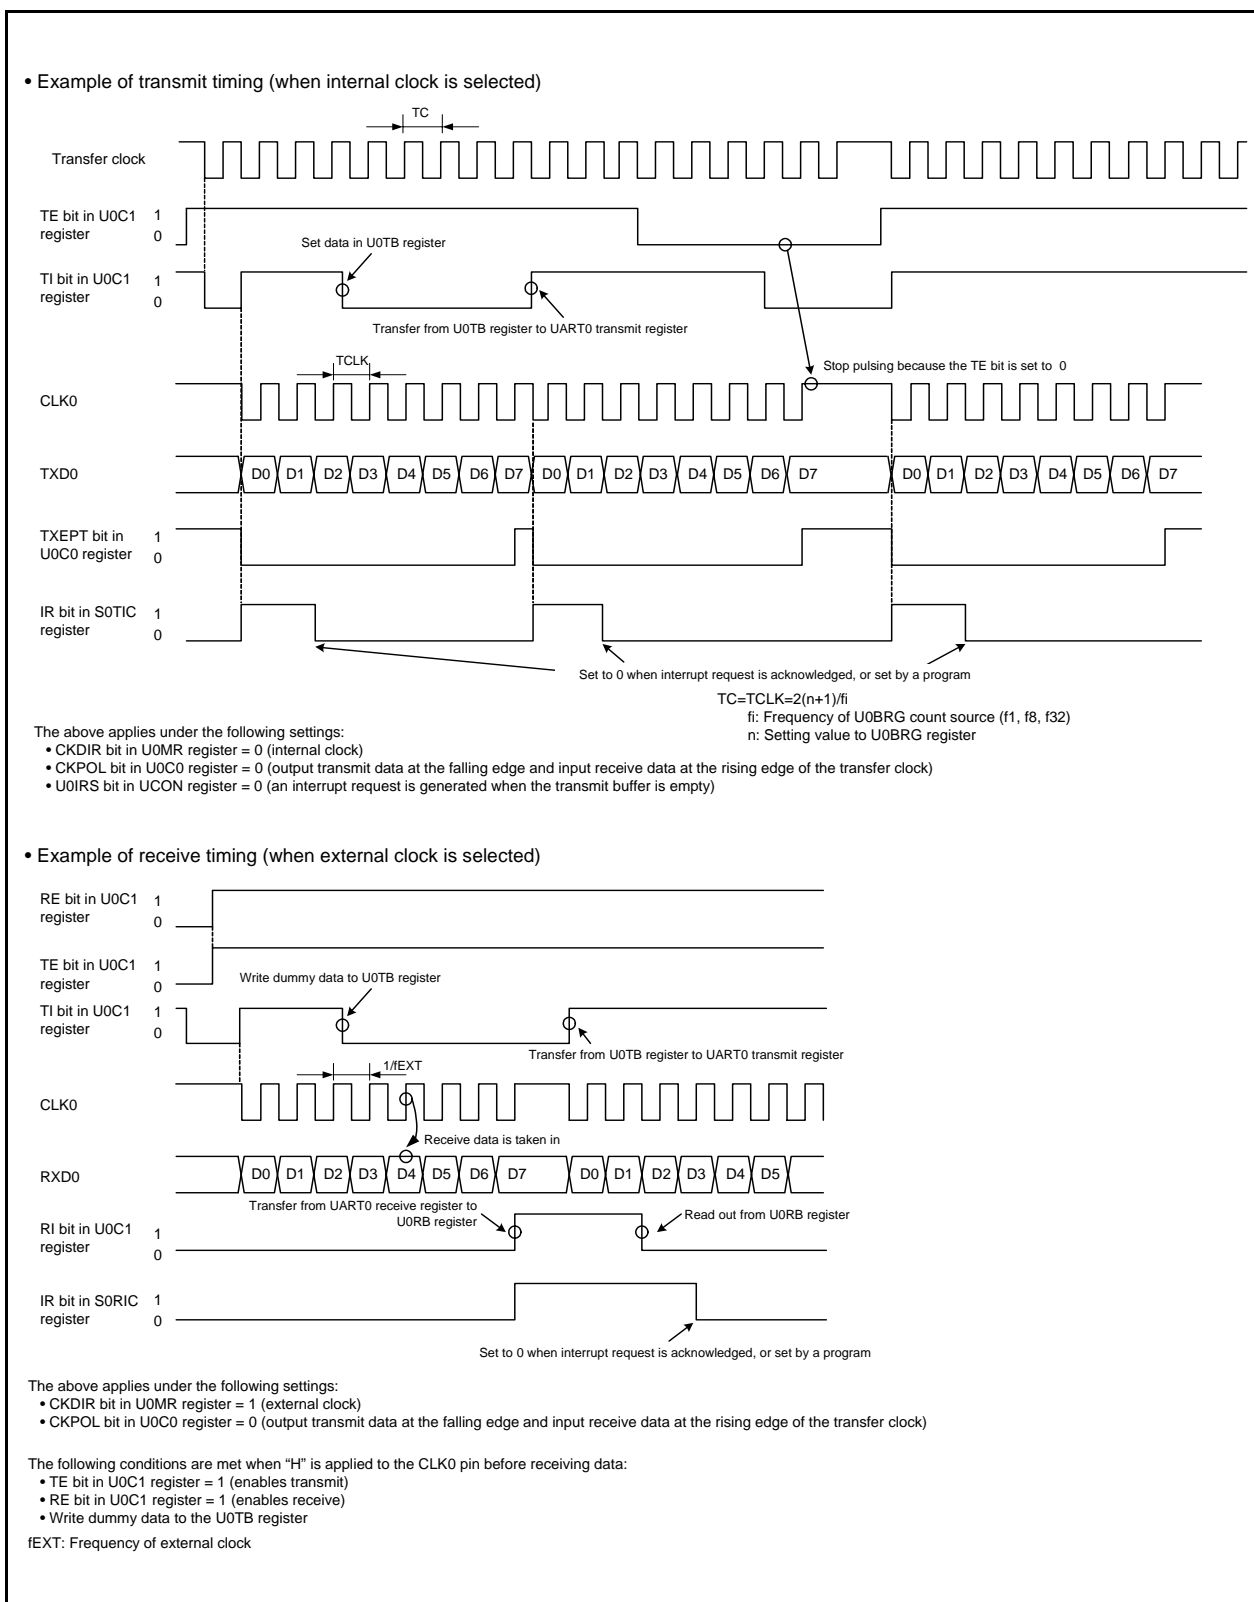 • Example of transmit timing (when internal clock is selected)
TC
Transfer clock
TE bit in U0C1
register
1
0
Set data in U0TB register
TI bit in U0C1
register
1
0
Transfer from U0TB register to UART0 transmit register
TCLK
Stop pulsing because the TE bit is set to 0
CLK0
TXD0
D0 D1 D2 D3 D4 D5 D6 D7 D0 D1 D2 D3 D4 D5 D6 D7 D0 D1 D2 D3 D4 D5 D6 D7
TXEPT bit in
U0C0 register
1
0
IR bit in S0TIC
register
1
0
Set to 0 when interrupt request is acknowledged, or set by a program
TC=TCLK=2(n+1)/fi
fi: Frequency of U0BRG count source (f1, f8, f32)
n: Setting value to U0BRG register
The above applies under the following settings:
• CKDIR bit in U0MR register = 0 (internal clock)
• CKPOL bit in U0C0 register = 0 (output transmit data at the falling edge and input receive data at the rising edge of the transfer clock)
• U0IRS bit in UCON register = 0 (an interrupt request is generated when the transmit buffer is empty)
• Example of receive timing (when external clock is selected)
RE bit in U0C1
register
1
0
TE bit in U0C1
register
1
0
Write dummy data to U0TB register
TI bit in U0C1
register
1
0
Transfer from U0TB register to UART0 transmit register
1/fEXT
CLK0
Receive data is taken in
RXD0
D0 D1 D2 D3 D4 D5 D6 D7 D0 D1 D2 D3 D4 D5
Transfer from UART0 receive register to
U0RB register
Read out from U0RB register
RI bit in U0C1
register
1
0
IR bit in S0RIC
register
1
0
Set to 0 when interrupt request is acknowledged, or set by a program
The above applies under the following settings:
• CKDIR bit in U0MR register = 1 (external clock)
• CKPOL bit in U0C0 register = 0 (output transmit data at the falling edge and input receive data at the rising edge of the transfer clock)
The following conditions are met when “H” is applied to the CLK0 pin before receiving data:
• TE bit in U0C1 register = 1 (enables transmit)
• RE bit in U0C1 register = 1 (enables receive)
• Write dummy data to the U0TB register
fEXT: Frequency of external clock